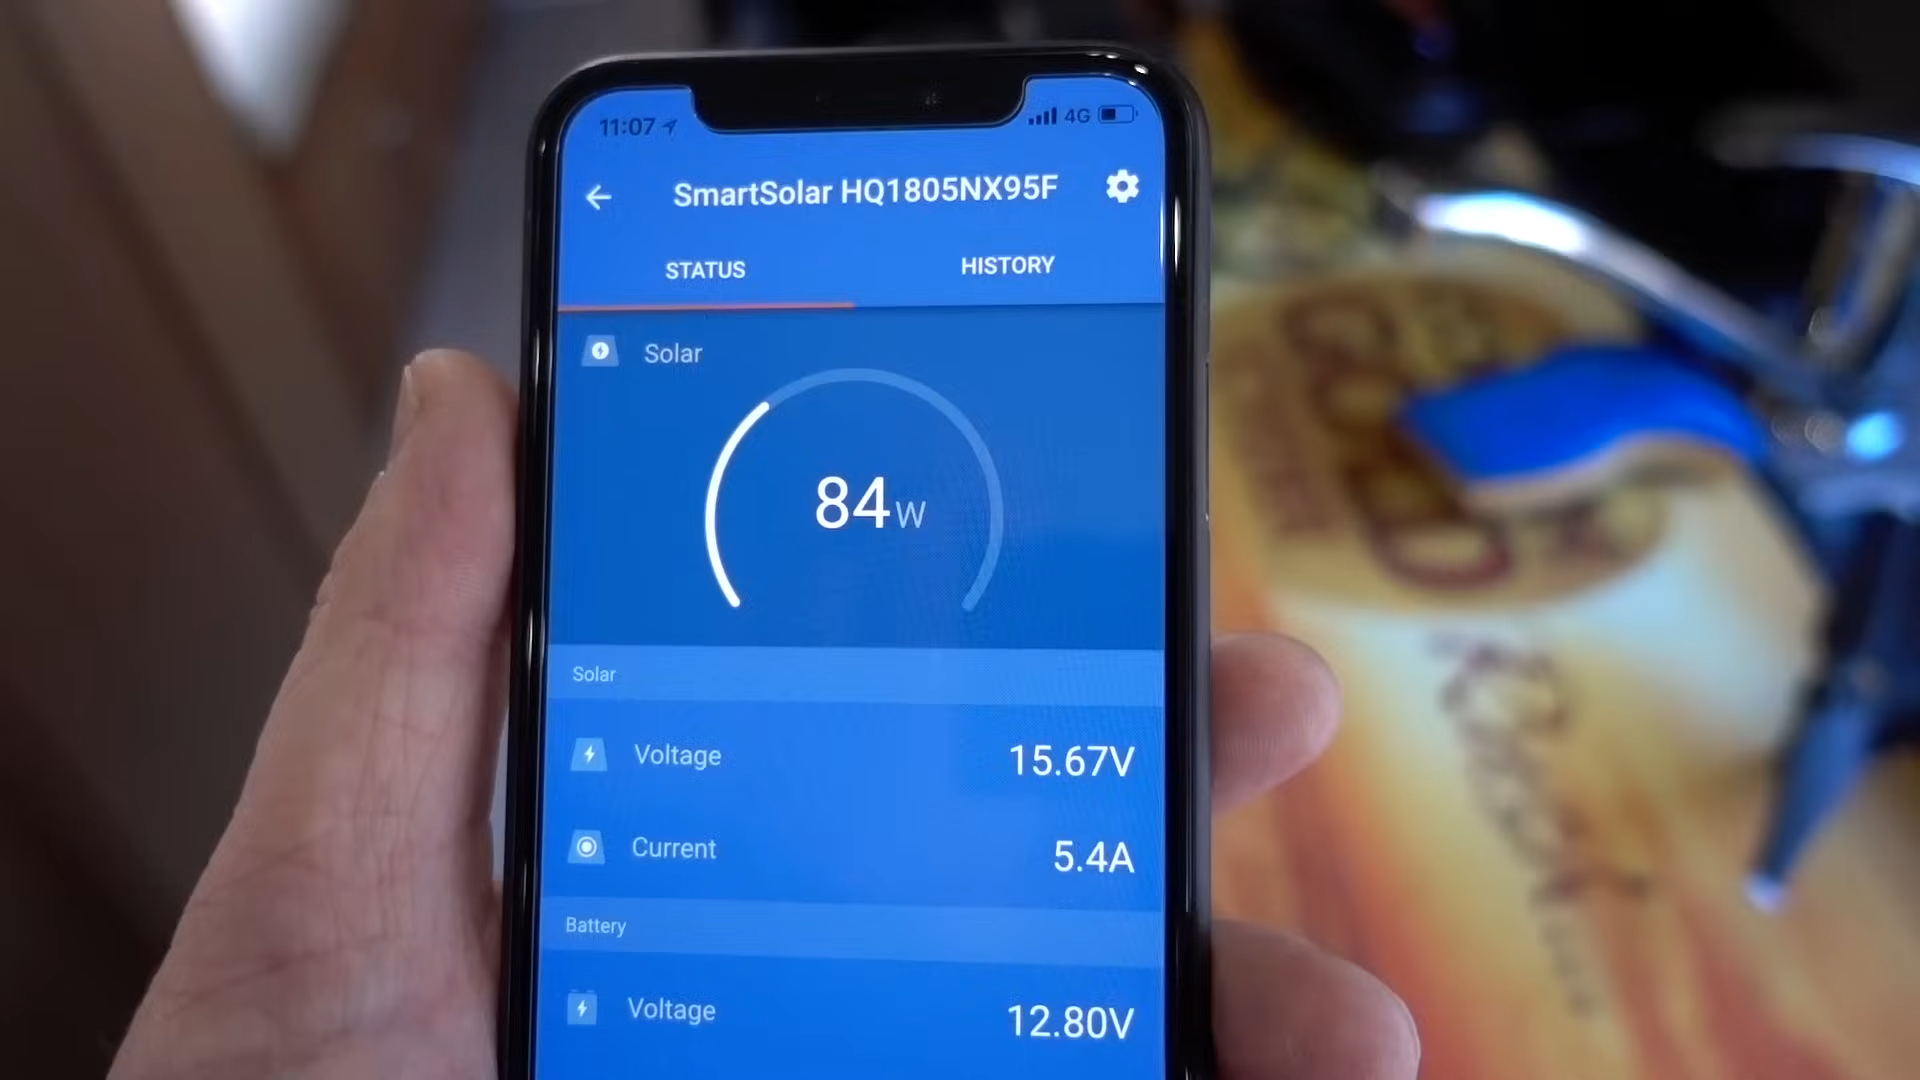 11:07
4G
SmartSolar HQ1805NX95F
STATUS HISTORY
Solar
84W
Solar
Voltage 15.67V
Current 5.4A
Battery
Voltage 12.80V